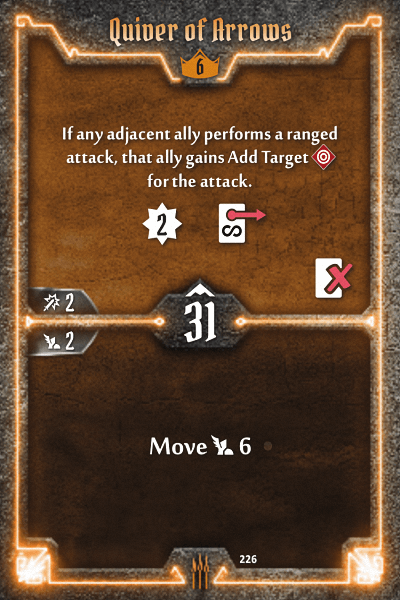 Quiver of Arrows
6
If any adjacent ally performs a ranged
attack, that ally gains Add Target
for the attack.
2
2
31
2
Move 6
226